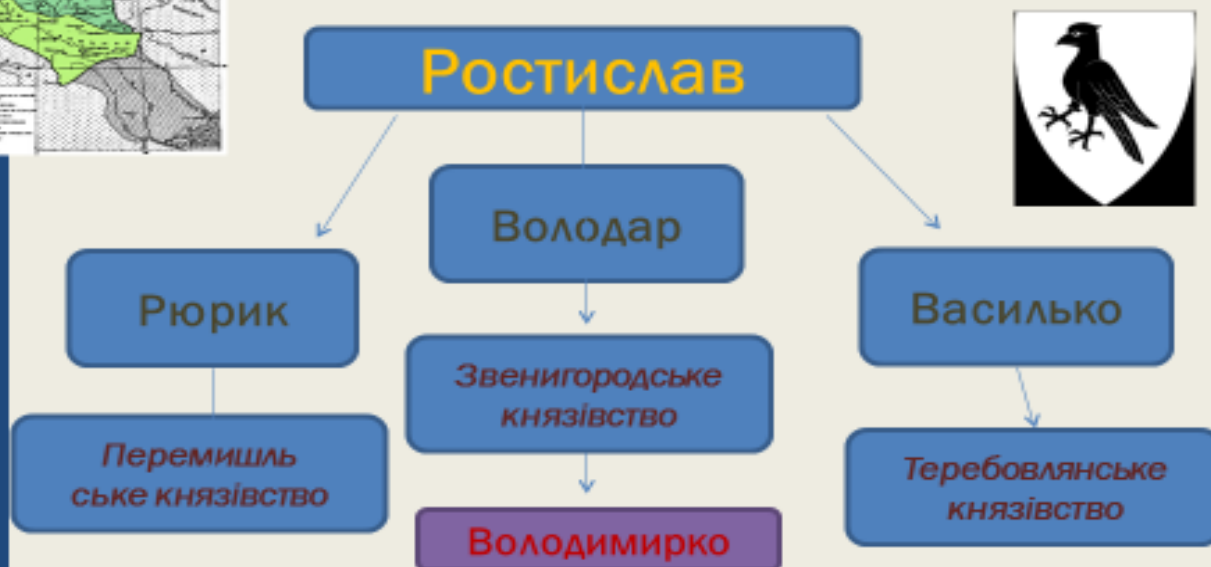 Ростислав
Володар
Рюрик
Василько
Звенигородське
князівство
Перемишль
ське князівство
Теребовлянське
князівство
Володимирко